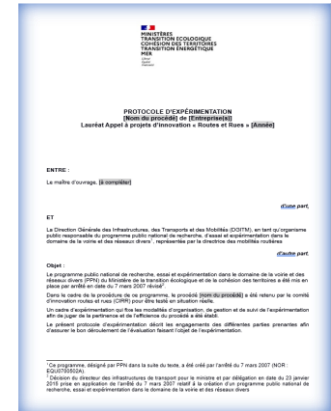 MINISTÈRES
TRANSITION ÉCOLOGIQUE
COHÉSION DES TERRITOIRES
TRANSITION ÉNERGÉTIQUE
MER
PROTOCOLE D'EXPÉRIMENTATION
[Nom du procédé] de [Entreprise(s)]
Lauréat Appel à projets d'innovation « Routes et Rues » [Année]
ENTRE :
Le maître d'ouvrage, [à compléter]
d'une part,
ET
La Direction Générale des Infrastructures, des Transports et des Mobilités (DGITM), en tant qu'organisme
public responsable du programme public national de recherche, d'essai et expérimentation dans le
domaine de la voirie et des réseaux divers¹, représentée par la directrice des mobilités routières
d'autre part.
Objet :
Le programme public national de recherche, essai et expérimentation dans le domaine de la voirie et des
réseaux divers (PPN) du Ministère de la transition écologique et de la cohésion des territoires a été mis en
place par arrêté en date du 7 mars 2007 révisé².
Dans le cadre de la procédure de ce programme, le procédé [nom du procédé] a été retenu par le comité
d'innovation routes et rues (CIRR) pour être testé en situation réelle.
Un cadre d'expérimentation qui fixe les modalités d'organisation, de gestion et de suivi de l'expérimentation
afin de juger de la pertinence et de l'efficience du procédé a été établi.
Le présent protocole d'expérimentation décrit les engagements des différentes parties prenantes afin
d'assurer le bon déroulement de l'évaluation faisant l'objet de l'expérimentation.
¹ Ce programme, désigné par PPN dans la suite du texte, a été créé par l'arrêté du 7 mars 2007 (NOR :
EQUI0700502A)
² Décision du directeur des infrastructures de transport pour le ministre et par délégation en date du 23 janvier
2015 prise en application de l'arrêté du 7 mars 2007 relatif à la création d'un programme public national de
recherche, essai et expérimentation dans le domaine de la voirie et des réseaux divers